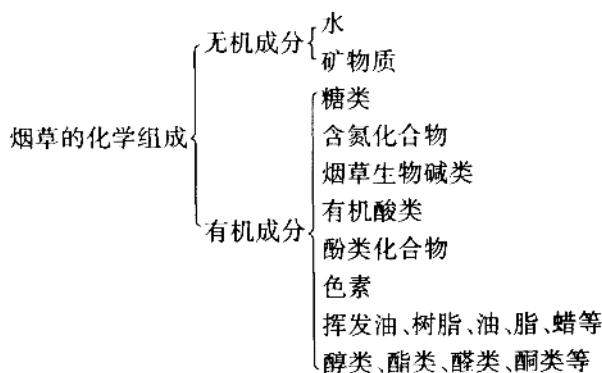 烟草的化学组成
无机成分
水
矿物质
有机成分
糖类
含氮化合物
烟草生物碱类
有机酸类
酚类化合物
色素
挥发油、树脂、油、脂、蜡等
醇类、酯类、醛类、酮类等